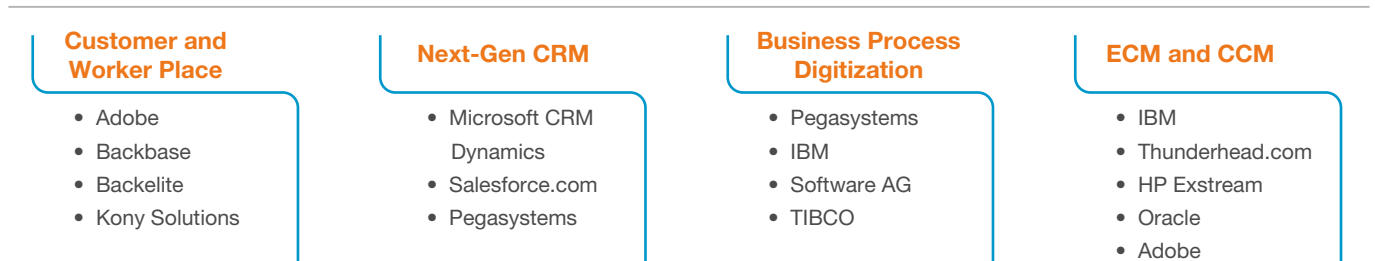 Customer and
Worker Place
• Adobe
• Backbase
• Backelite
• Kony Solutions
Next-Gen CRM
• Microsoft CRM
Dynamics
• Salesforce.com
• Pegasystems
Business Process
Digitization
• Pegasystems
• IBM
• Software AG
• TIBCO
ECM and CCM
• IBM
• Thunderhead.com
• HP Exstream
• Oracle
• Adobe